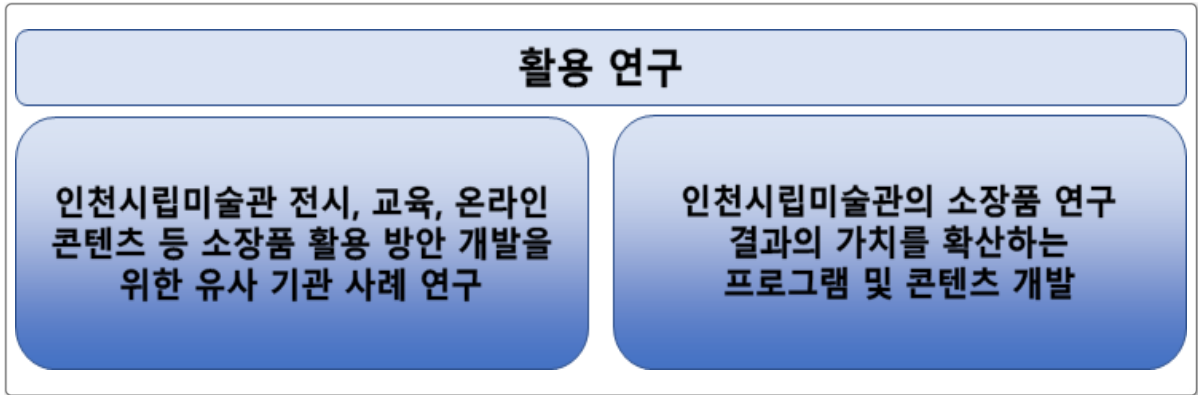 활용 연구
인천시립미술관 전시, 교육, 온라인
콘텐츠 등 소장품 활용 방안 개발을
위한 유사 기관 사례 연구
인천시립미술관의 소장품 연구
결과의 가치를 확산하는
프로그램 및 콘텐츠 개발